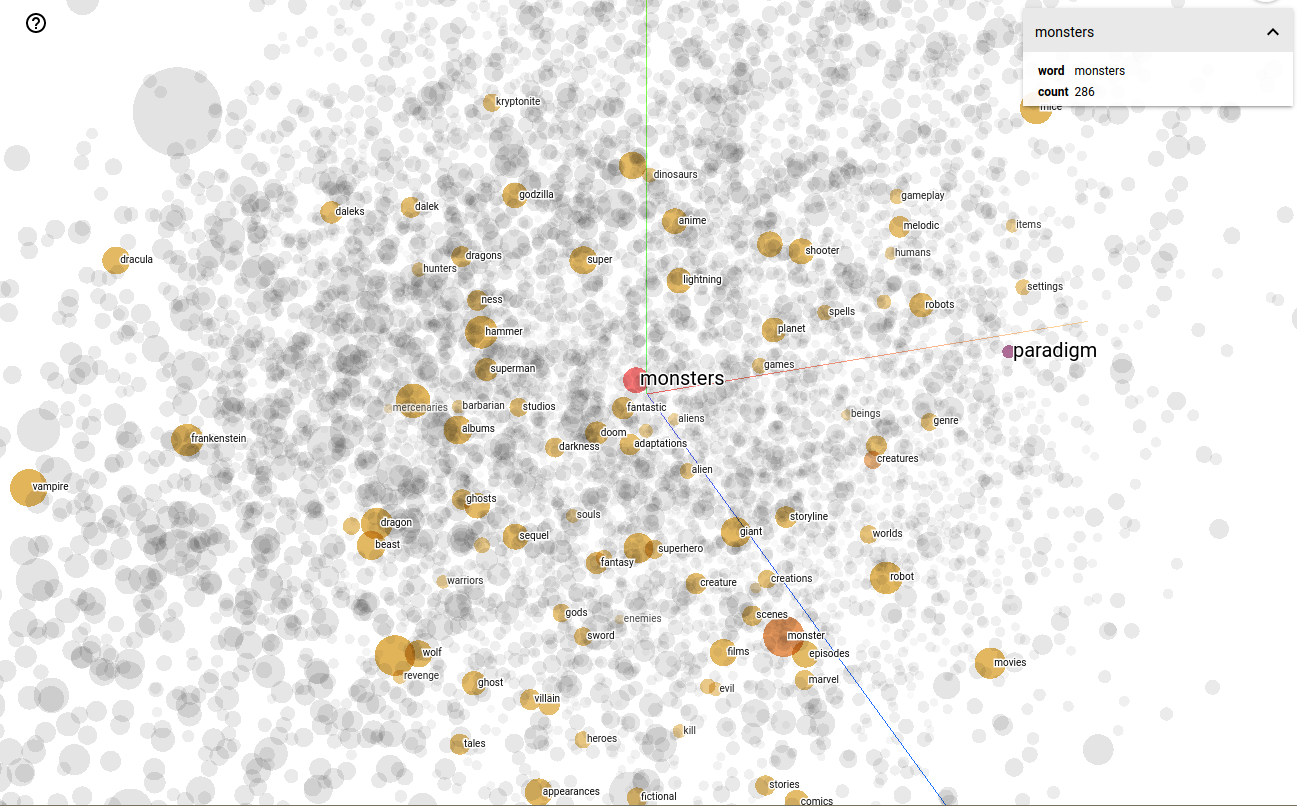 monsters
word monsters
count 286
mice
kryptonite
dinosaurs
godzilla
gameplay
daleks
dalek
anime
melodic
items
dracula
dragons
super
shooter
humans
hunters
lightning
settings
ness
spells
robots
hammer
planet
paradigm
superman
games
monsters
mercenaries
barbarian
studios
fantastic
aliens
beings
genre
albums
doom
frankenstein
darkness
adaptations
creatures
alien
vampire
ghosts
souls
storyline
dragon
giant
worlds
beast
sequel
superhero
fantasy
robot
warriors
creature
creations
gods
enemies
scenes
sword
monster
wolf
films
episodes
movies
revenge
ghost
marvel
evil
villain
kill
tales
heroes
stories
appearances
fictional
comics